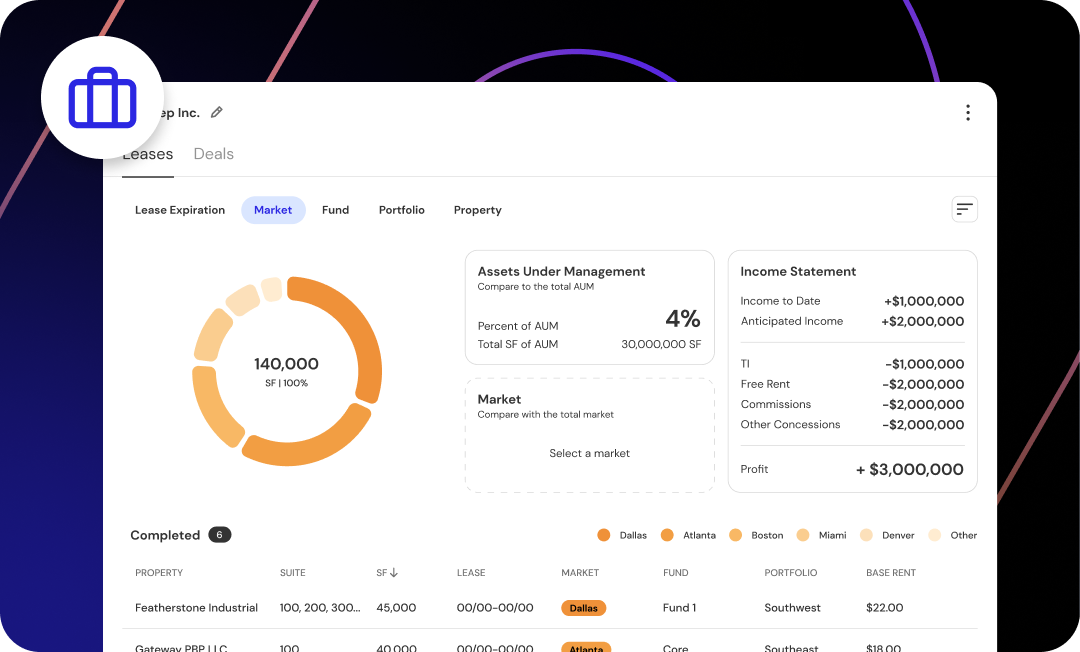 ep Inc.
Leases Deals
Lease Expiration Market Fund Portfolio Property
140,000
SF | 100%
Assets Under Management
Compare to the total AUM
Percent of AUM 4%
Total SF of AUM 30,000,000 SF
Market
Compare with the total market
Select a market
Income Statement
Income to Date +$1,000,000
Anticipated Income +$2,000,000
TI -$1,000,000
Free Rent -$2,000,000
Commissions -$2,000,000
Other Concessions -$2,000,000
Profit + $3,000,000
Completed 6
Dallas Atlanta Boston Miami Denver Other
PROPERTY SUITE SF↓ LEASE MARKET FUND PORTFOLIO BASE RENT
Featherstone Industrial 100, 200, 300... 45,000 00/00-00/00 Dallas Fund 1 Southwest $22.00
Gateway PBP LLC 100 40,000 00/00-00/00 Atlanta Core Southeast $18.00